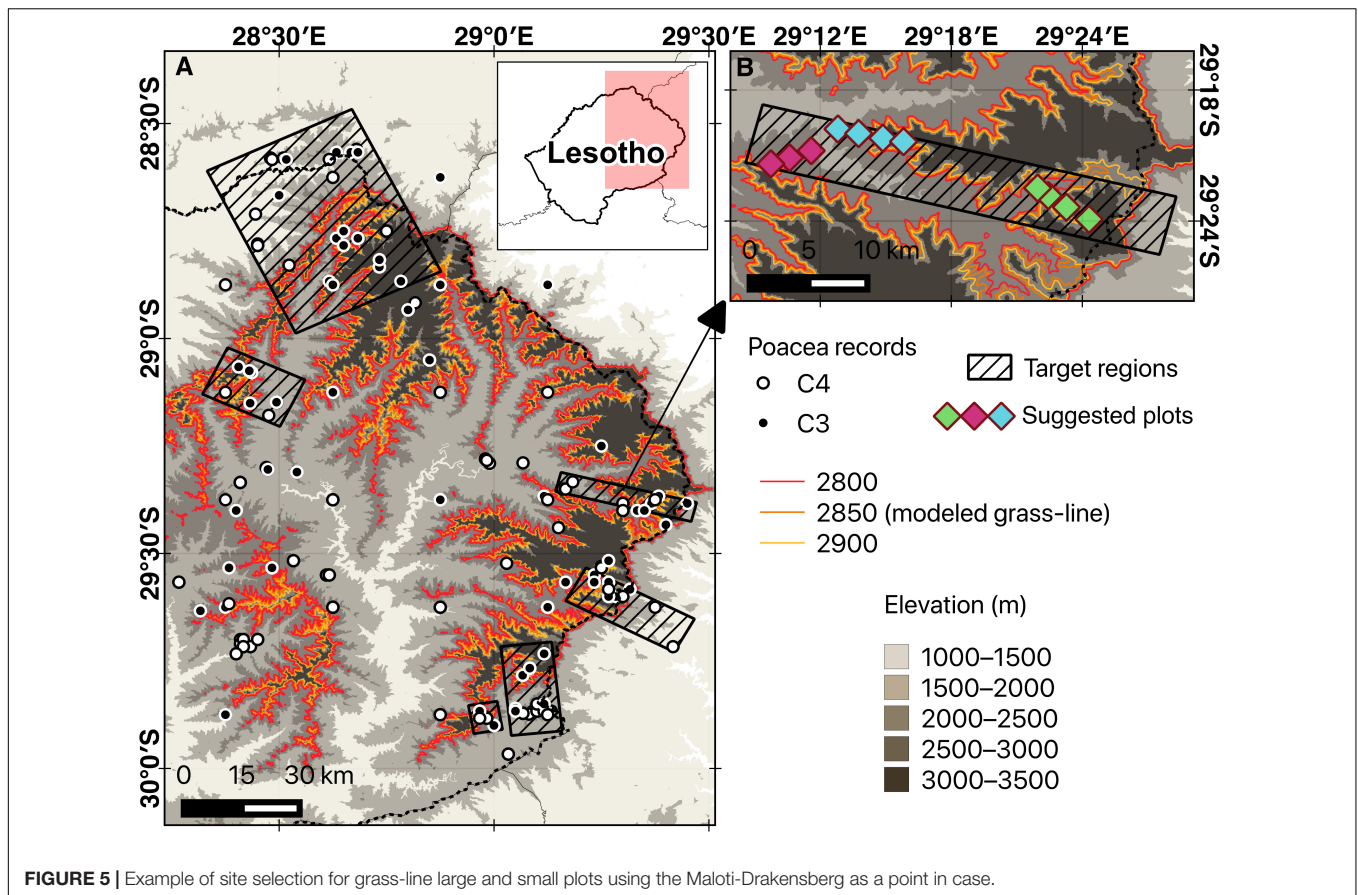 28°30′E 29°0′E 29°30′E
A
28°30′S
29°0′S
29°30′S
30°0′S
Lesotho
0 15 30 km
29°12′E 29°18′E 29°24′E
B
29°18′S
29°24′S
0 5 10 km
Poacea records
C4
C3
Target regions
Suggested plots
2800
2850 (modeled grass-line)
2900
Elevation (m)
1000–1500
1500–2000
2000–2500
2500–3000
3000–3500
FIGURE 5 | Example of site selection for grass-line large and small plots using the Maloti-Drakensberg as a point in case.